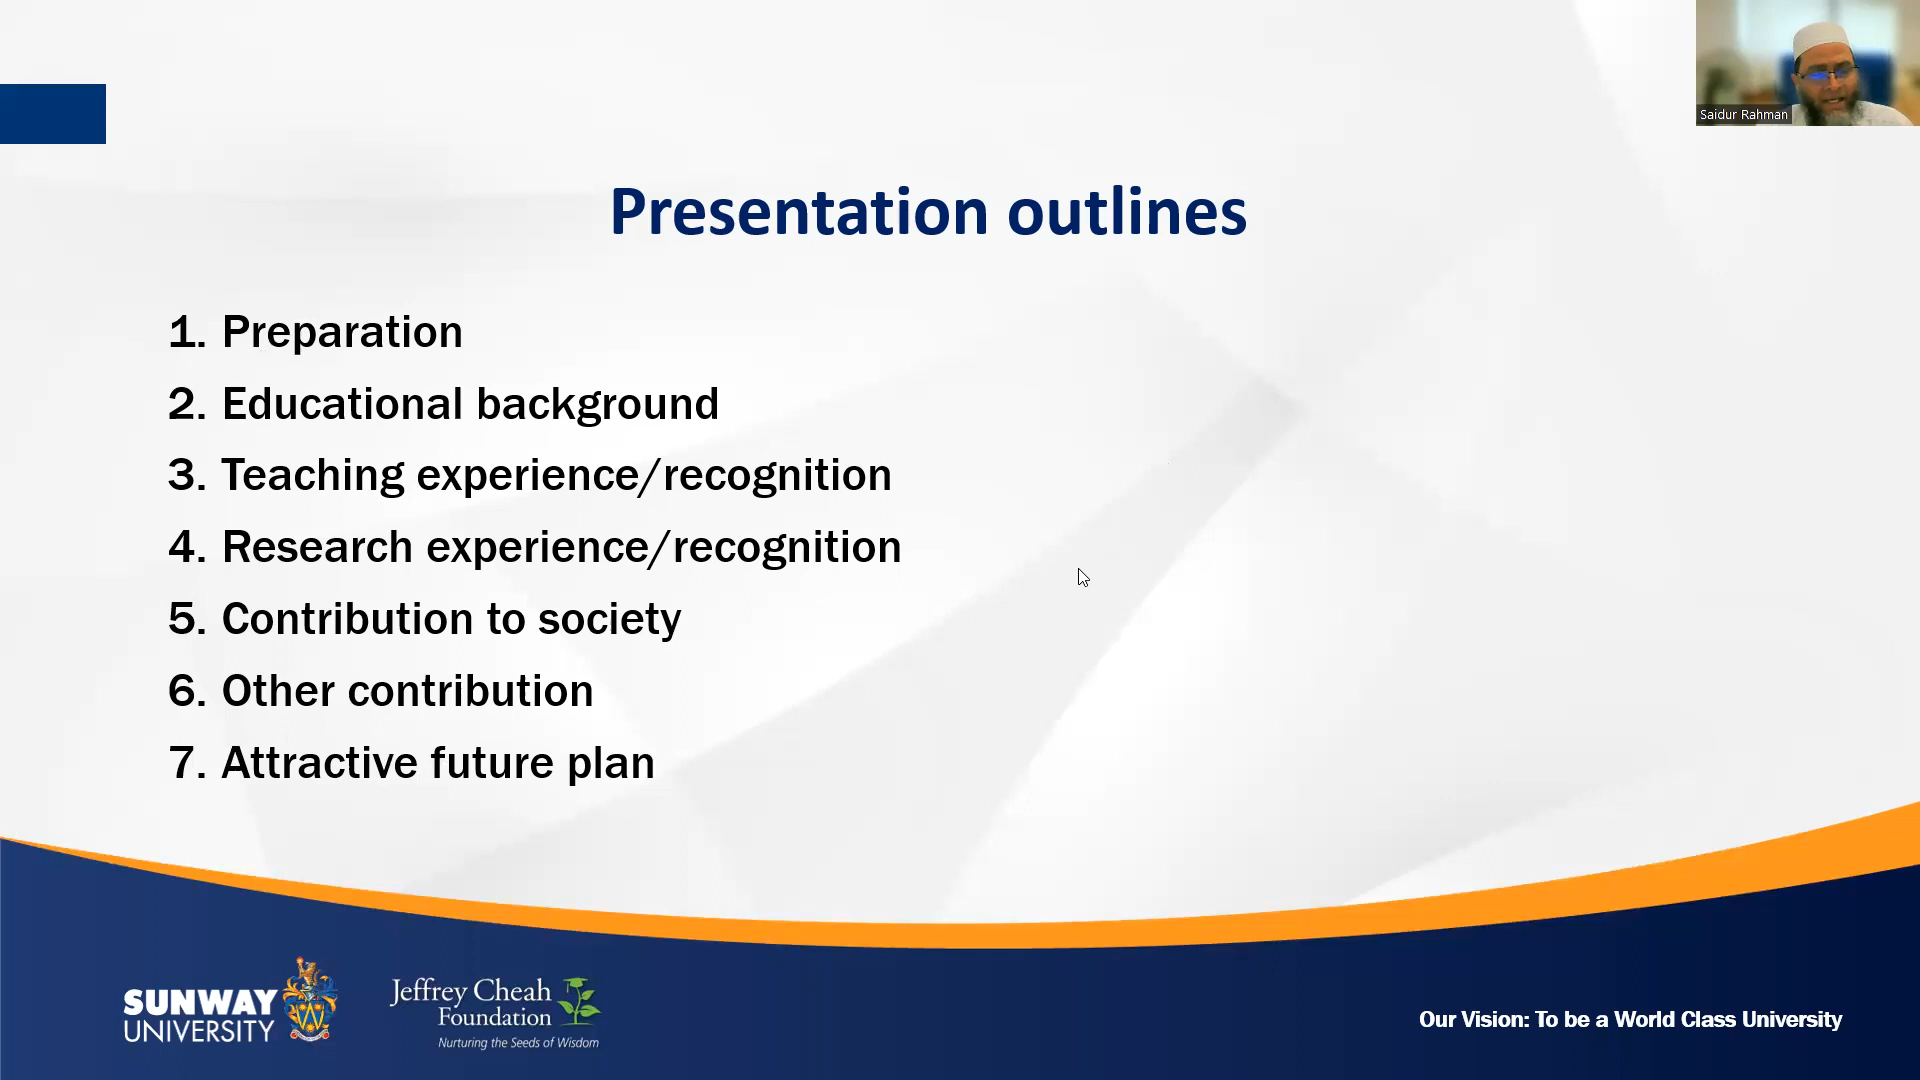 Saidur Rahman
Presentation outlines
1. Preparation
2. Educational background
3. Teaching experience/recognition
4. Research experience/recognition
5. Contribution to society
6. Other contribution
7. Attractive future plan
SUNWAY
UNIVERSITY
Jeffrey Cheah
Foundation
Nurturing the Seeds of Wisdom
Our Vision: To be a World Class University